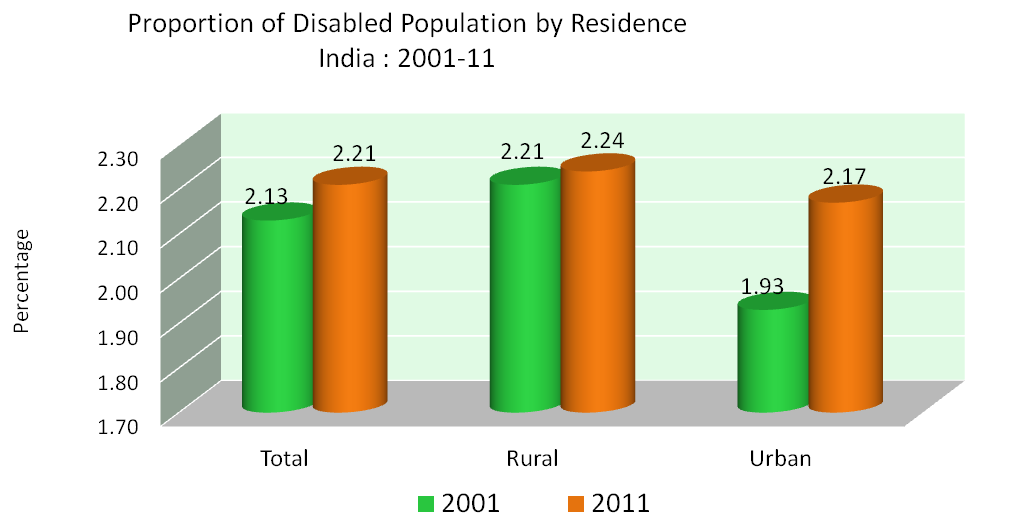 Proportion of Disabled Population by Residence
India : 2001-11
Percentage
2.30
2.20
2.10
2.00
1.90
1.80
1.70
2.13
2.21
2.21
2.24
1.93
2.17
Total
Rural
Urban
2001
2011